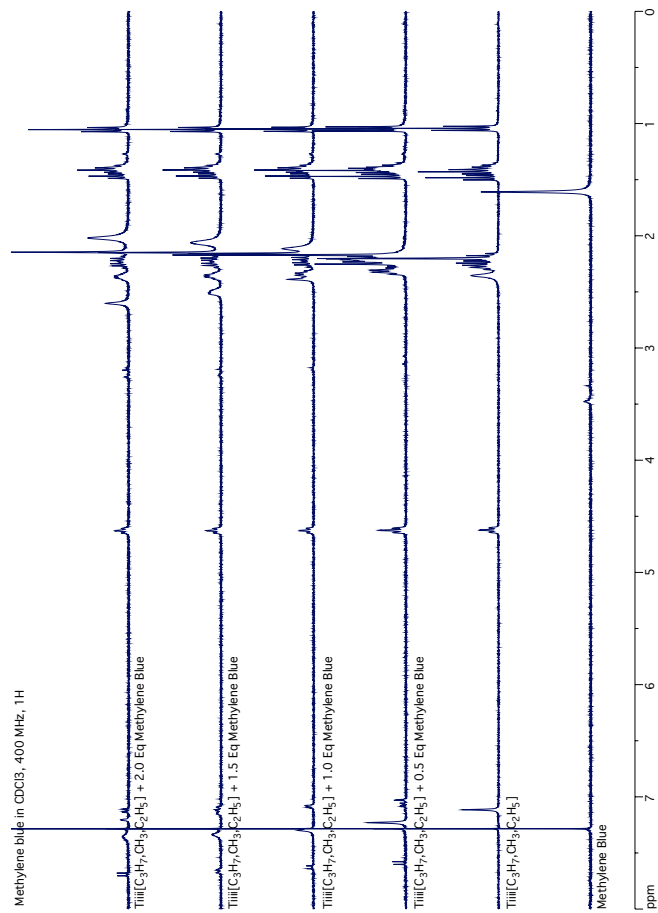 Methylene blue in CDCl3, 400 MHz, 1H
Tiiii[C₃H₇,CH₃,C₂H₅] + 2.0 Eq Methylene Blue
Tiiii[C₃H₇,CH₃,C₂H₅] + 1.5 Eq Methylene Blue
Tiiii[C₃H₇,CH₃,C₂H₅] + 1.0 Eq Methylene Blue
Tiiii[C₃H₇,CH₃,C₂H₅] + 0.5 Eq Methylene Blue
Tiiii[C₃H₇,CH₃,C₂H₅]
Methylene Blue
ppm 7 6 5 4 3 2 1 0